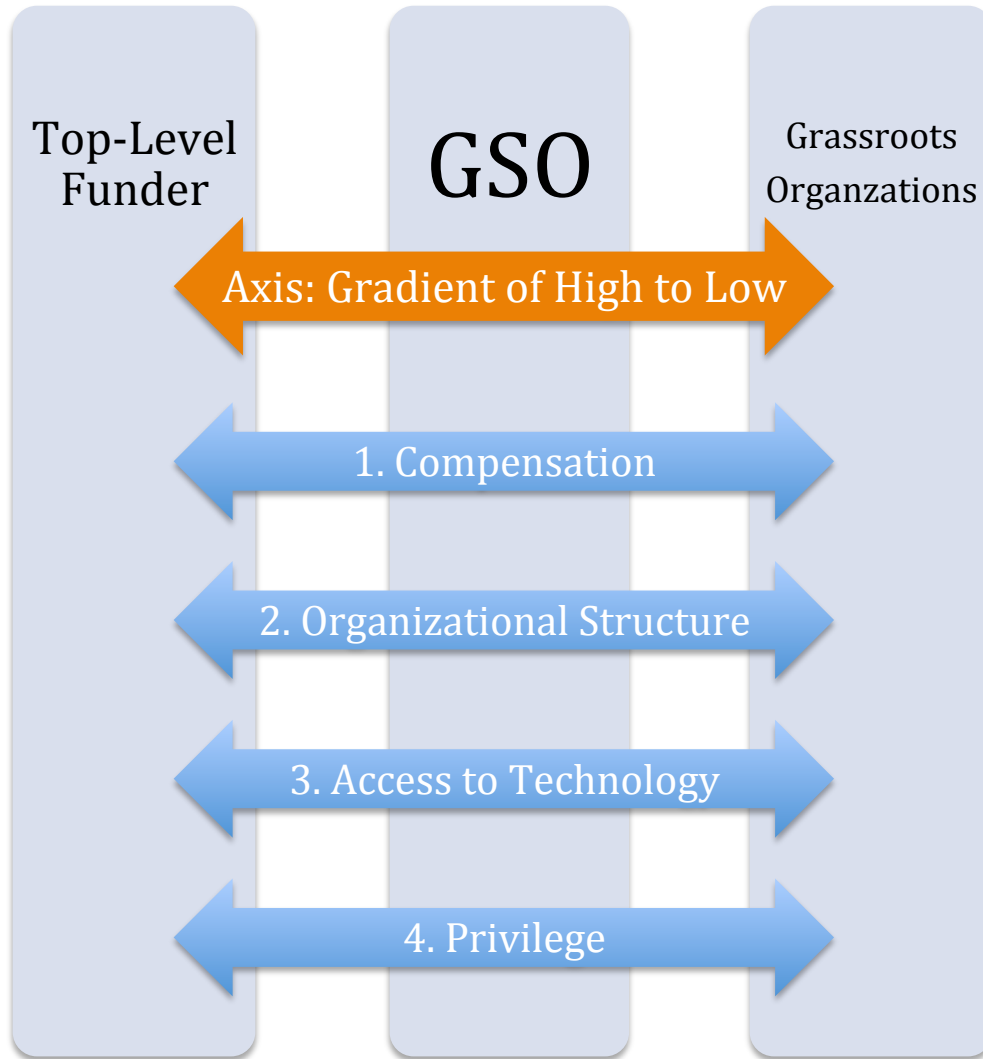 Top-Level
Funder
GSO
Grassroots
Organzations
Axis: Gradient of High to Low
1. Compensation
2. Organizational Structure
3. Access to Technology
4. Privilege